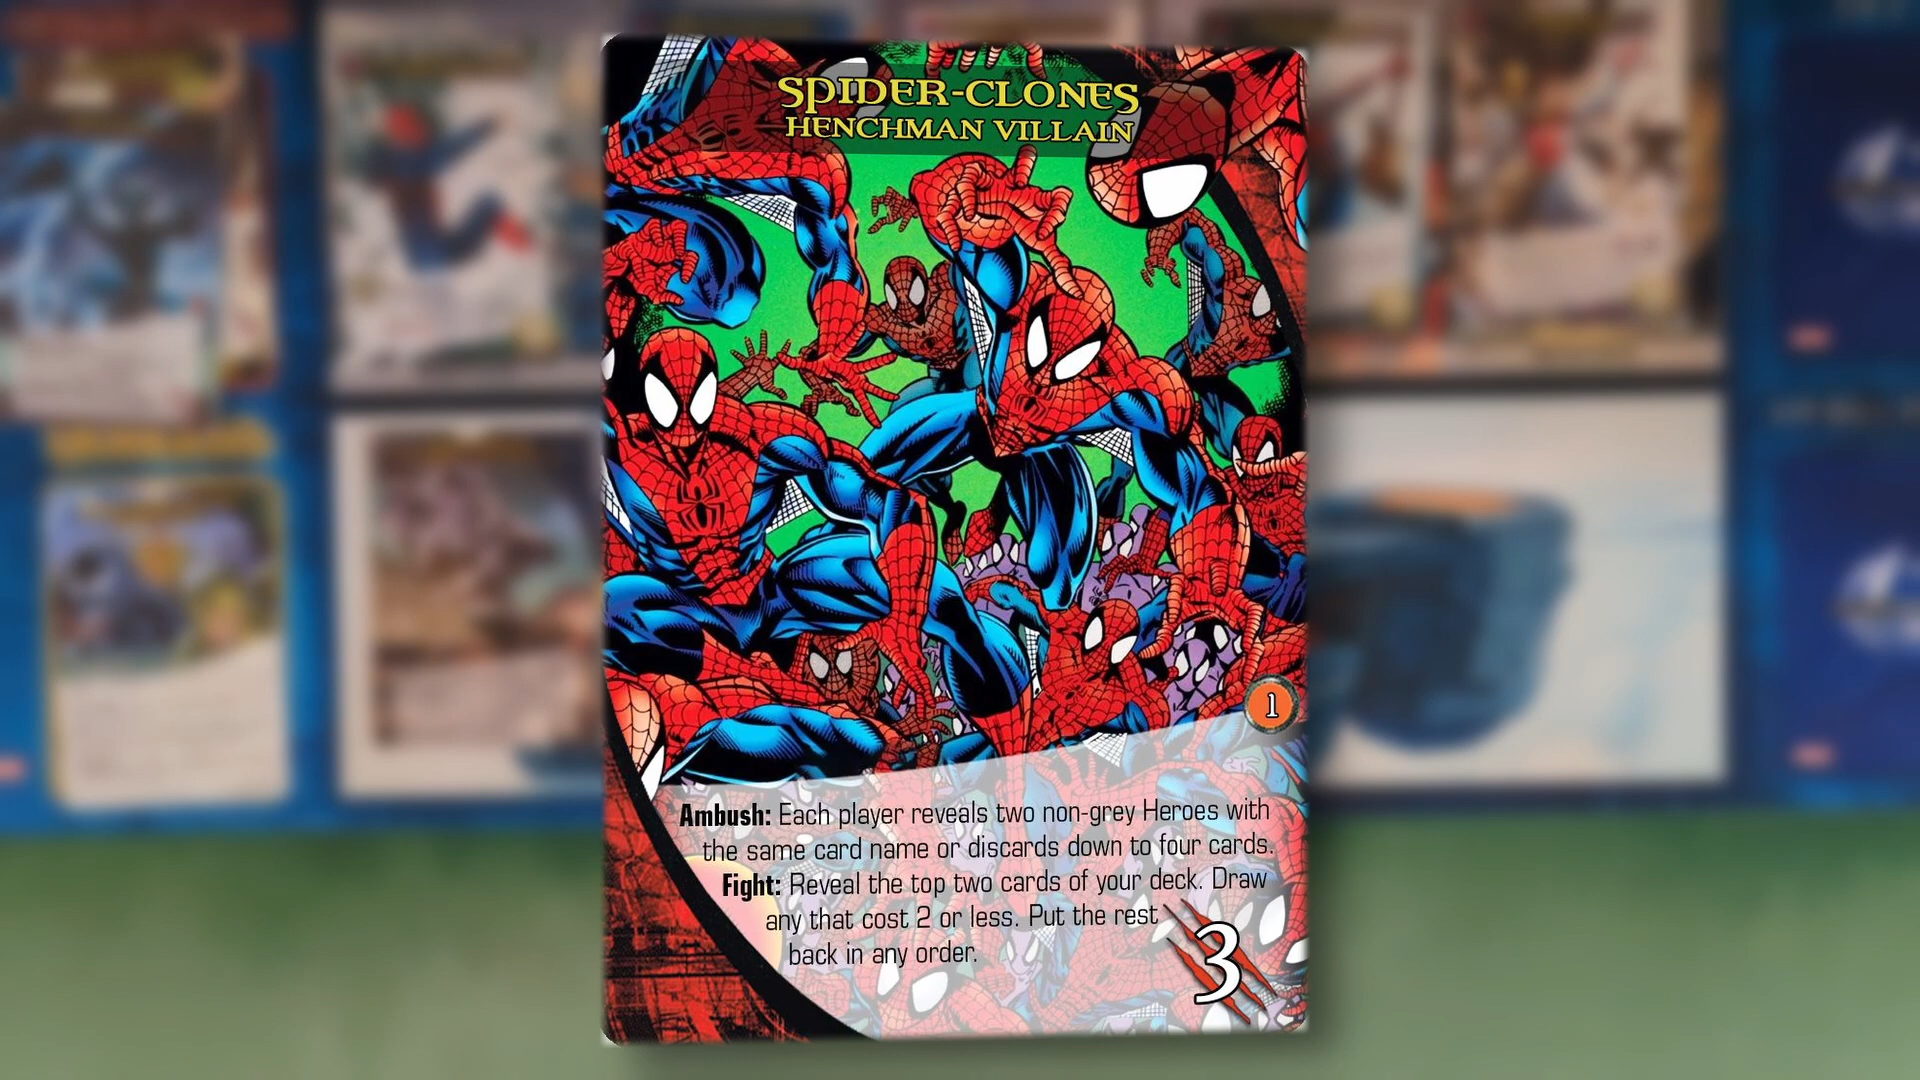 SPIDER-CLONES
HENCHMAN VILLAIN
1
Ambush: Each player reveals two non-grey Heroes with
the same card name or discards down to four cards.
Fight: Reveal the top two cards of your deck. Draw
any that cost 2 or less. Put the rest
back in any order.
3